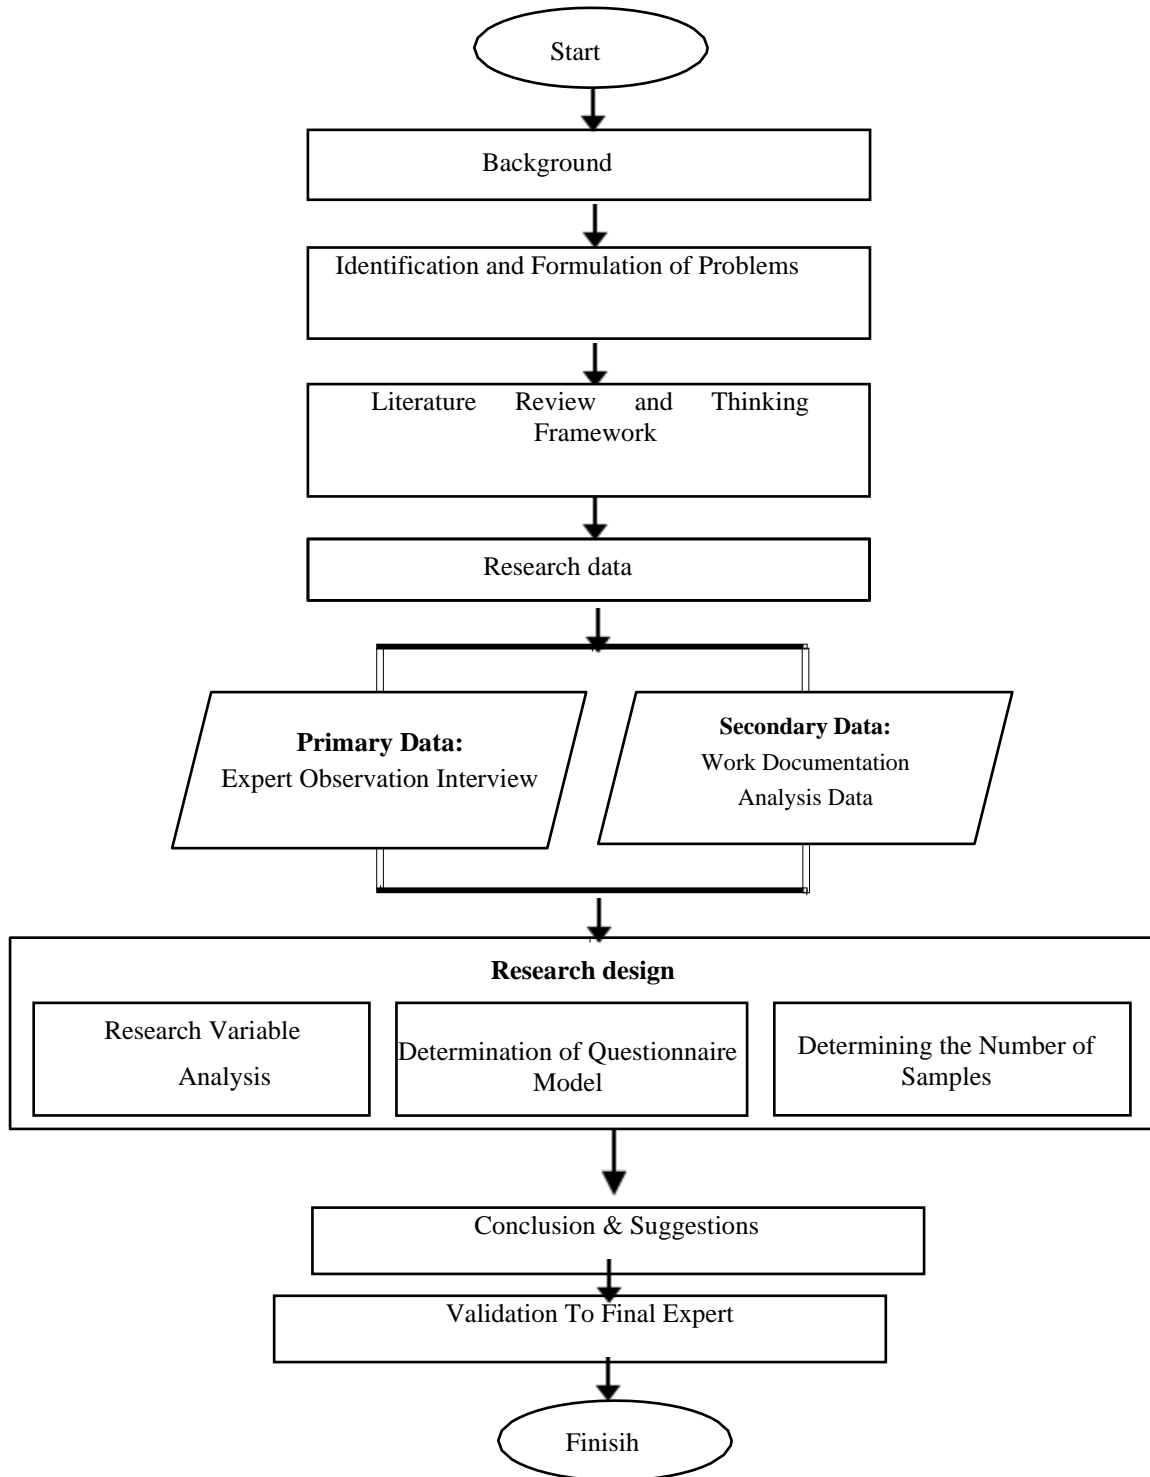 Start
Background
Identification and Formulation of Problems
Literature Review and Thinking
Framework
Research data
Primary Data:
Expert Observation Interview
Secondary Data:
Work Documentation
Analysis Data
Research design
Research Variable
Analysis
Determination of Questionnaire
Model
Determining the Number of
Samples
Conclusion & Suggestions
Validation To Final Expert
Finisih